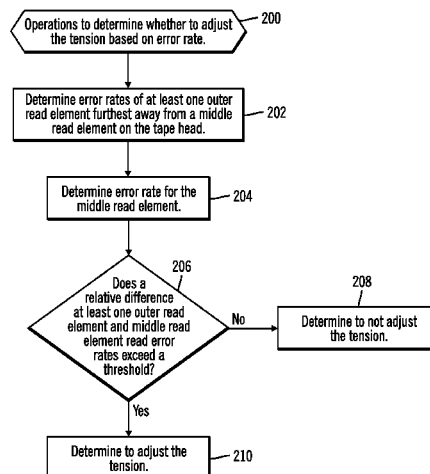 Operations to determine whether to adjust
the tension based on error rate.
200
Determine error rates of at least one outer
read element furthest away from a middle
read element on the tape head.
202
Determine error rate for the
middle read element.
204
206
Does a
relative difference
at least one outer read
element and middle read
element read error
rates exceed a
threshold?
No
208
Determine to not adjust
the tension.
Yes
Determine to adjust the
tension.
210